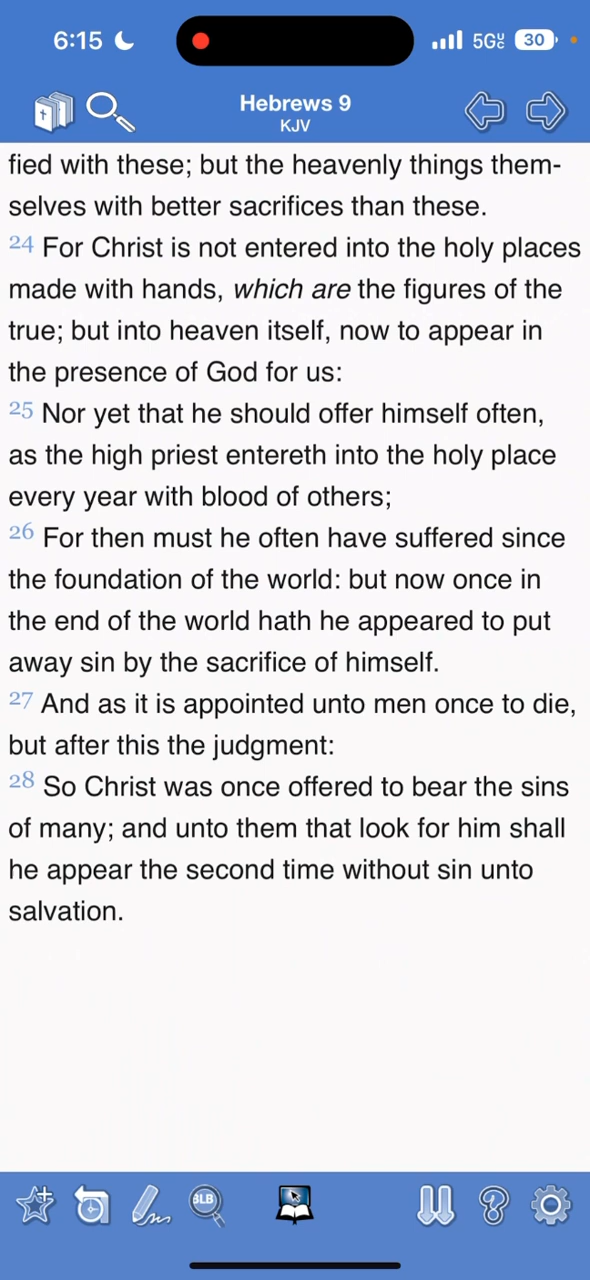 6:15
5G
30
Hebrews 9
KJV
fied with these; but the heavenly things them-
selves with better sacrifices than these.
24 For Christ is not entered into the holy places
made with hands, which are the figures of the
true; but into heaven itself, now to appear in
the presence of God for us:
25 Nor yet that he should offer himself often,
as the high priest entereth into the holy place
every year with blood of others;
26 For then must he often have suffered since
the foundation of the world: but now once in
the end of the world hath he appeared to put
away sin by the sacrifice of himself.
27 And as it is appointed unto men once to die,
but after this the judgment:
28 So Christ was once offered to bear the sins
of many; and unto them that look for him shall
he appear the second time without sin unto
salvation.
BLB